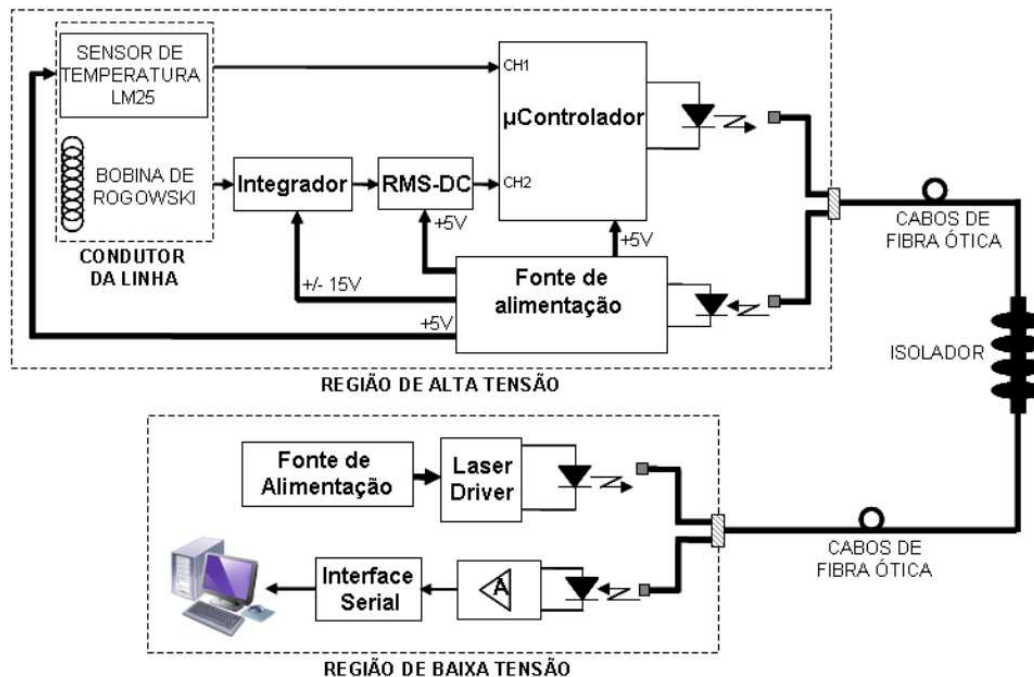 SENSOR DE
TEMPERATURA
LM25
BOBINA DE
ROGOWSKI
CONDUTOR
DA LINHA
Integrador
RMS-DC
CH1
µControlador
CH2
+5V
+5V
+/- 15V
+5V
Fonte de
alimentação
REGIÃO DE ALTA TENSÃO
CABOS DE
FIBRA ÓTICA
ISOLADOR
Fonte de
Alimentação
Laser
Driver
CABOS DE
FIBRA ÓTICA
Interface
Serial
A
REGIÃO DE BAIXA TENSÃO